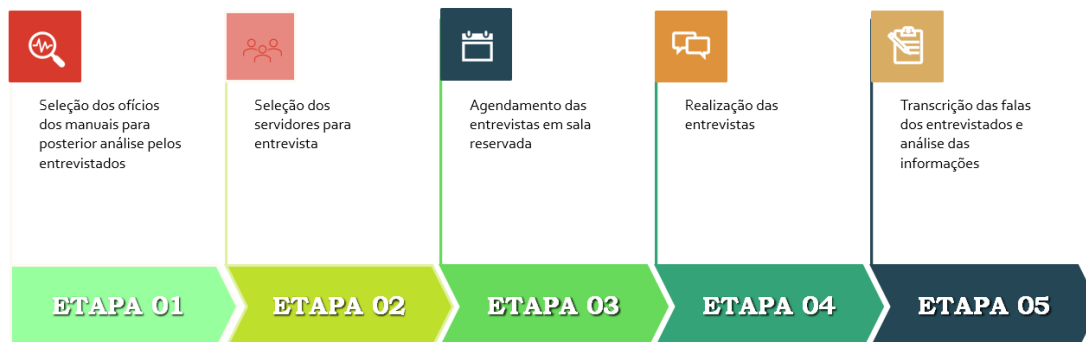 Seleção dos ofícios
dos manuais para
posterior análise pelos
entrevistados
Seleção dos
servidores para
entrevista
Agendamento das
entrevistas em sala
reservada
Realização das
entrevistas
Transcrição das falas
dos entrevistados e
análise das
informações
ETAPA 01
ETAPA 02
ETAPA 03
ETAPA 04
ETAPA 05